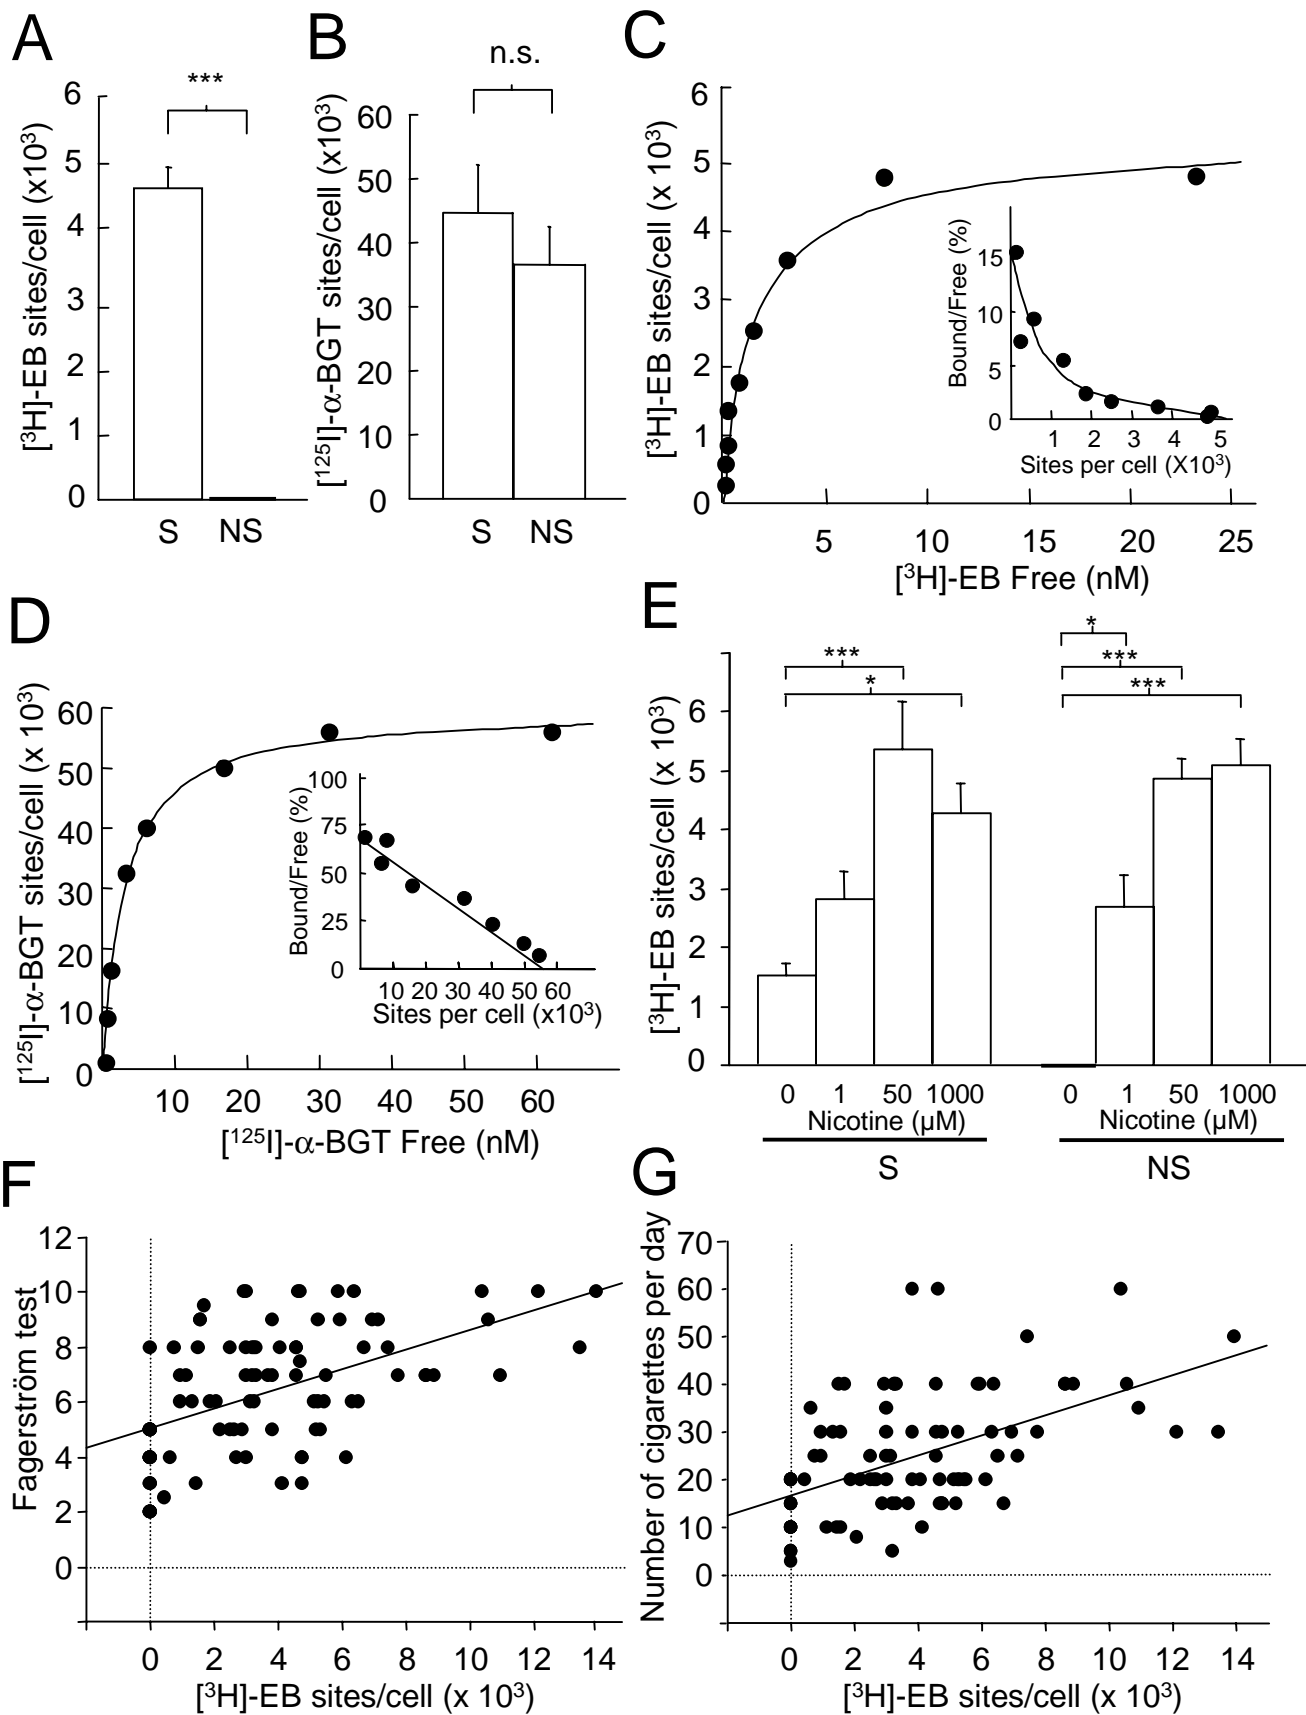 A
***
[³H]-EB sites/cell (x10³)
6
5
4
3
2
1
0
S NS
B
n.s.
[¹²⁵I]-α-BGT sites/cell (x10³)
60
50
40
30
20
10
0
S NS
C
[³H]-EB sites/cell (x 10³)
6
5
4
3
2
1
0
5 10 15 20 25
[³H]-EB Free (nM)
Bound/Free (%)
15
10
5
0
1 2 3 4 5
Sites per cell (X10³)
D
[¹²⁵I]-α-BGT sites/cell (x 10³)
60
50
40
30
20
10
0
10 20 30 40 50 60
[¹²⁵I]-α-BGT Free (nM)
Bound/Free (%)
100
75
50
25
0
10 20 30 40 50 60
Sites per cell (x10³)
E
[³H]-EB sites/cell (x 10³)
6
5
4
3
2
1
0
***
*
*
***
***
0 1 50 1000
Nicotine (µM)
S
0 1 50 1000
Nicotine (µM)
NS
F
Fagerström test
12
10
8
6
4
2
0
0 2 4 6 8 10 12 14
[³H]-EB sites/cell (x 10³)
G
Number of cigarettes per day
70
60
50
40
30
20
10
0
0 2 4 6 8 10 12 14
[³H]-EB sites/cell (x 10³)